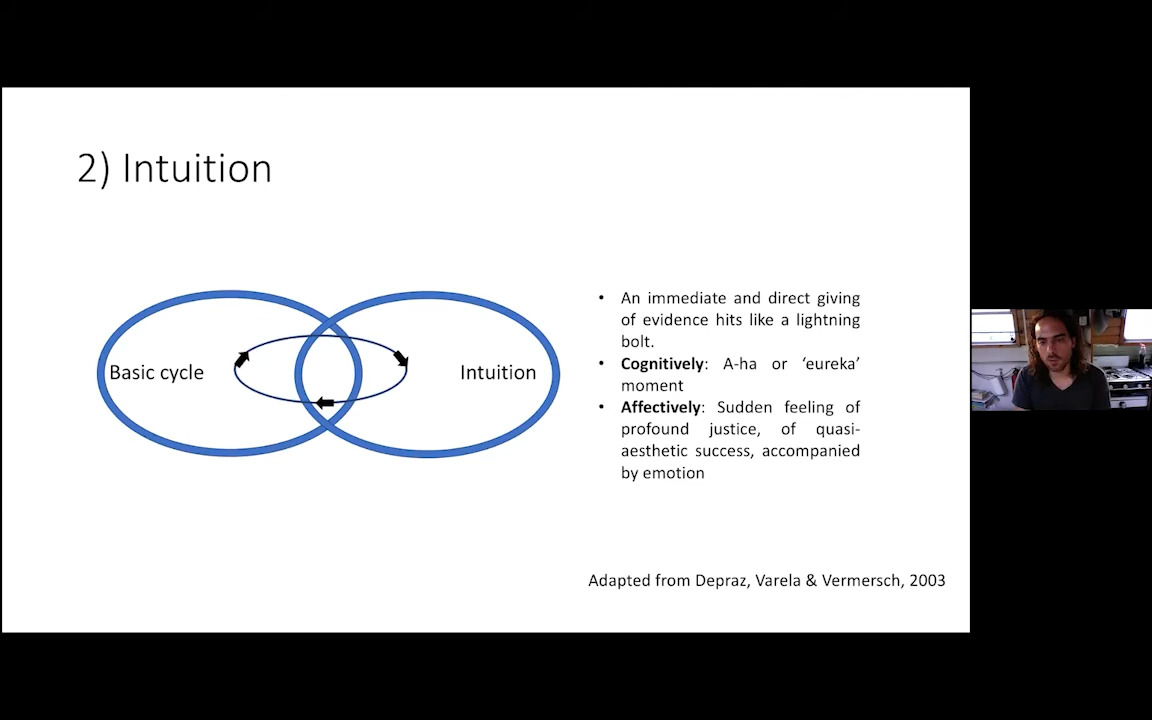 2) Intuition
Basic cycle
Intuition
• An immediate and direct giving
of evidence hits like a lightning
bolt.
• Cognitively: A-ha or ‘eureka’
moment
• Affectively: Sudden feeling of
profound justice, of quasi-
aesthetic success, accompanied
by emotion
Adapted from Depraz, Varela & Vermersch, 2003